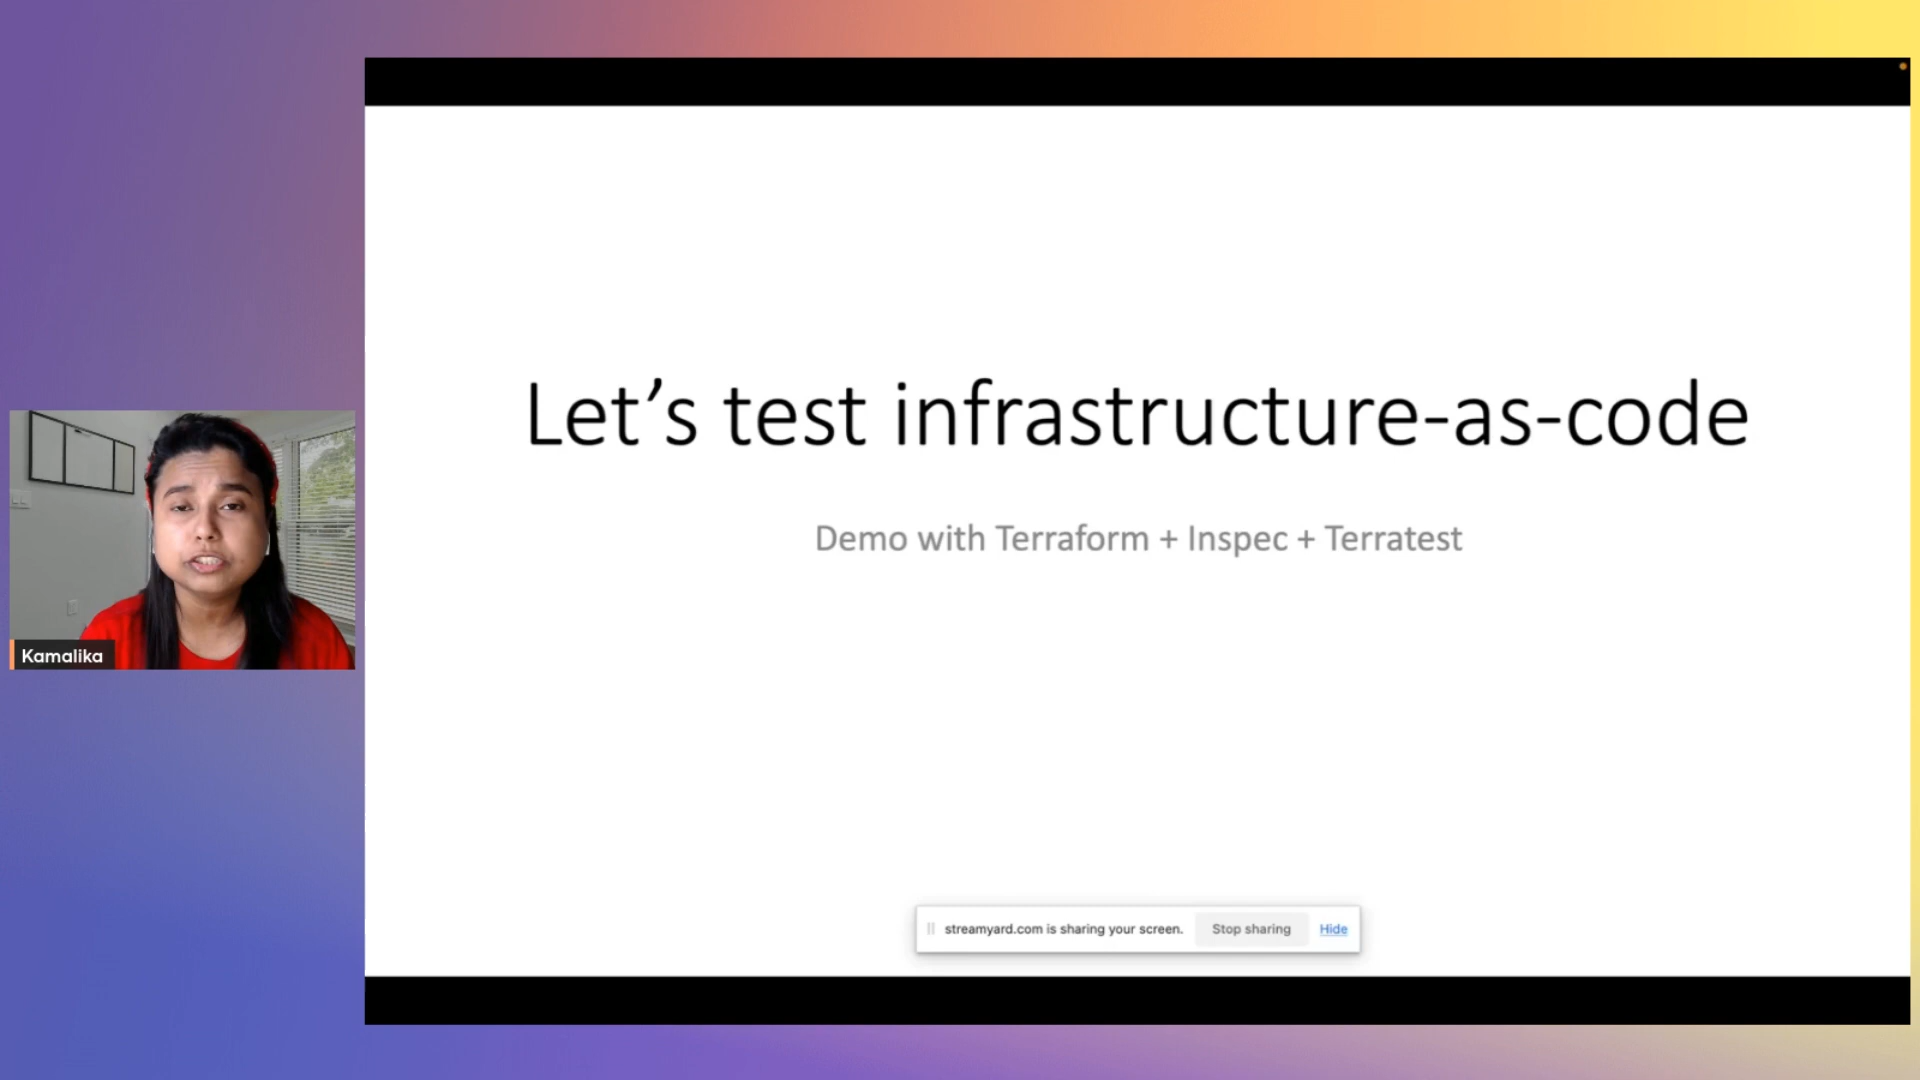 Let’s test infrastructure-as-code
Demo with Terraform + Inspec + Terratest
Kamalika
streamyard.com is sharing your screen. Stop sharing Hide